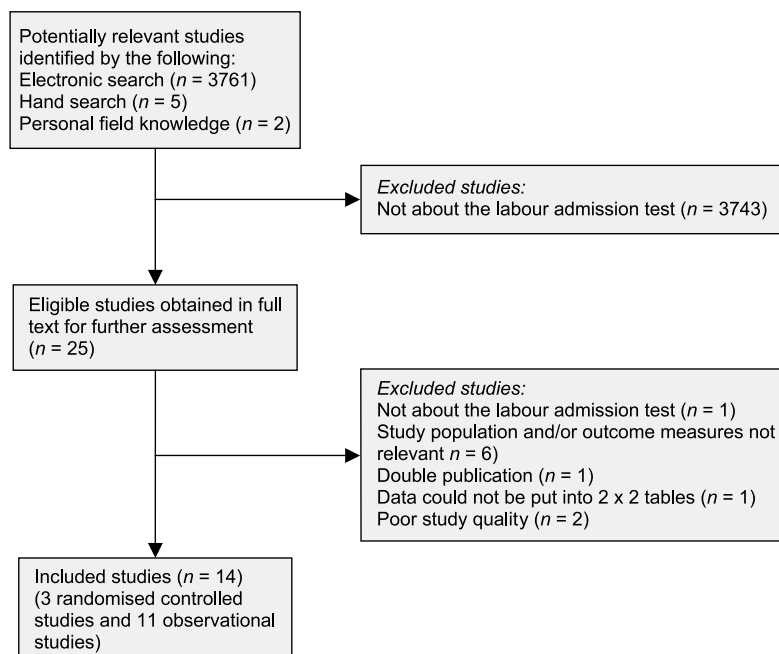 Potentially relevant studies
identified by the following:
Electronic search (n = 3761)
Hand search (n = 5)
Personal field knowledge (n = 2)
Excluded studies:
Not about the labour admission test (n = 3743)
Eligible studies obtained in full
text for further assessment
(n = 25)
Excluded studies:
Not about the labour admission test (n = 1)
Study population and/or outcome measures not
relevant n = 6)
Double publication (n = 1)
Data could not be put into 2 x 2 tables (n = 1)
Poor study quality (n = 2)
Included studies (n = 14)
(3 randomised controlled
studies and 11 observational
studies)